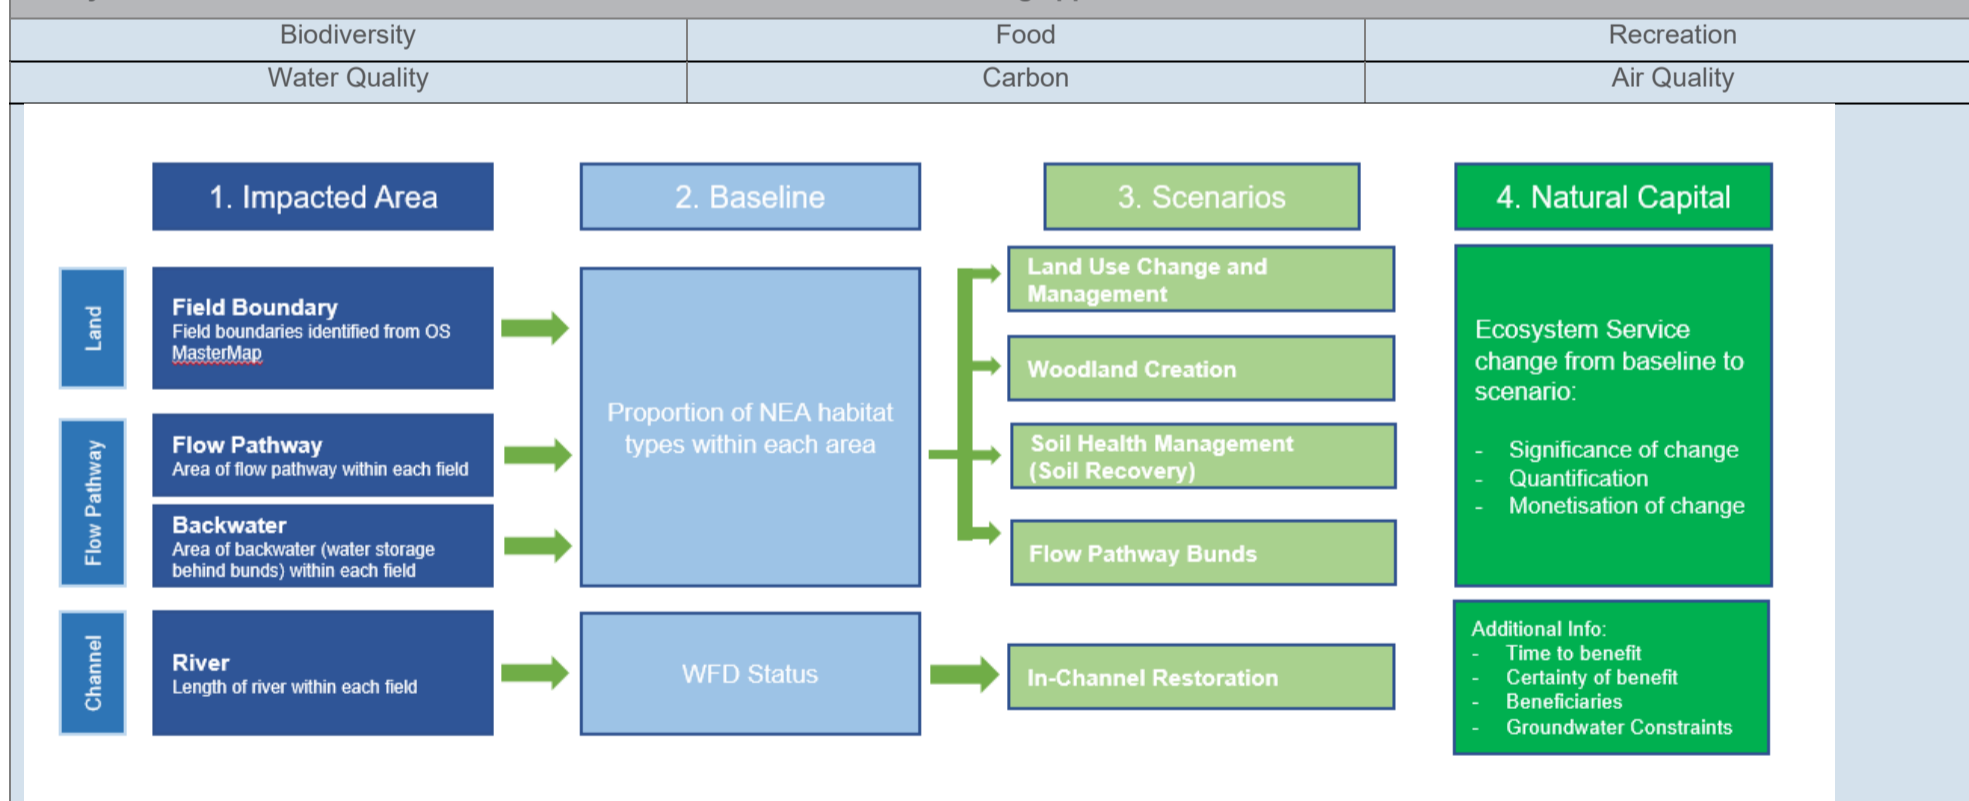 Biodiversity Food Recreation
Water Quality Carbon Air Quality
1. Impacted Area
2. Baseline
3. Scenarios
4. Natural Capital
Land
Field Boundary
Field boundaries identified from OS
MasterMap
Flow Pathway
Flow Pathway
Area of flow pathway within each field
Backwater
Area of backwater (water storage
behind bunds) within each field
Channel
River
Length of river within each field
Proportion of NEA habitat
types within each area
WFD Status
Land Use Change and
Management
Woodland Creation
Soil Health Management
(Soil Recovery)
Flow Pathway Bunds
In-Channel Restoration
Ecosystem Service
change from baseline to
scenario:
- Significance of change
- Quantification
- Monetisation of change
Additional Info:
- Time to benefit
- Certainty of benefit
- Beneficiaries
- Groundwater Constraints